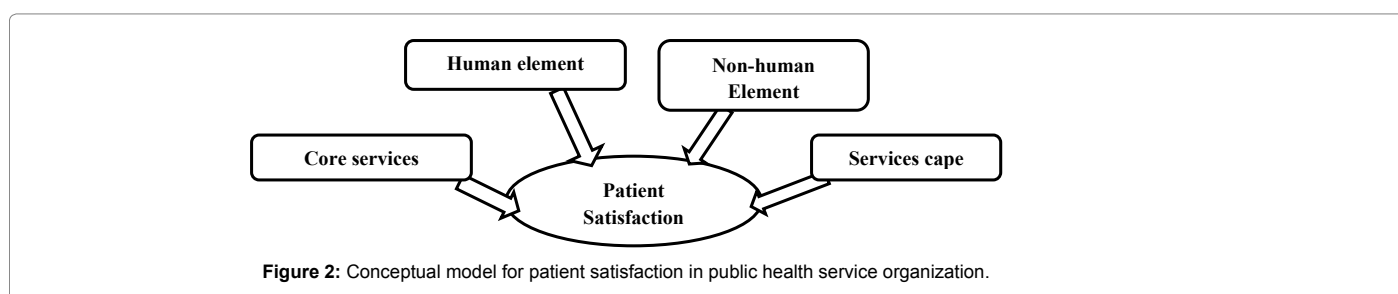 Human element
Non-human
Element
Core services
Services cape
Patient
Satisfaction
Figure 2: Conceptual model for patient satisfaction in public health service organization.